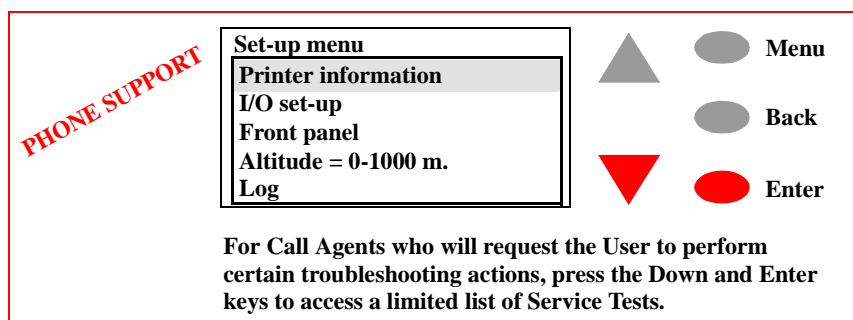 PHONE SUPPORT
Set-up menu
Printer information
I/O set-up
Front panel
Altitude = 0-1000 m.
Log
Menu
Back
Enter
For Call Agents who will request the User to perform
certain troubleshooting actions, press the Down and Enter
keys to access a limited list of Service Tests.